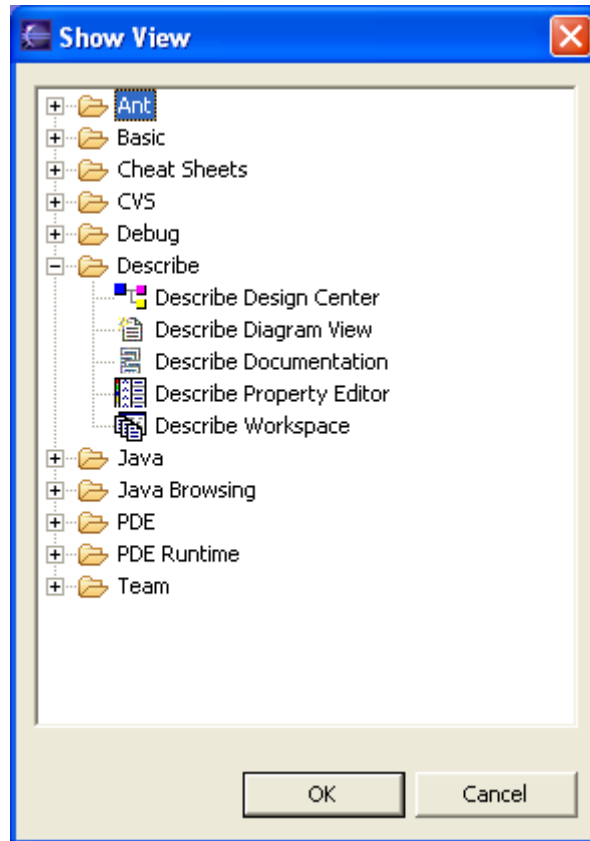 Show View
Ant
Basic
Cheat Sheets
CVS
Debug
Describe
Describe Design Center
Describe Diagram View
Describe Documentation
Describe Property Editor
Describe Workspace
Java
Java Browsing
PDE
PDE Runtime
Team
OK Cancel